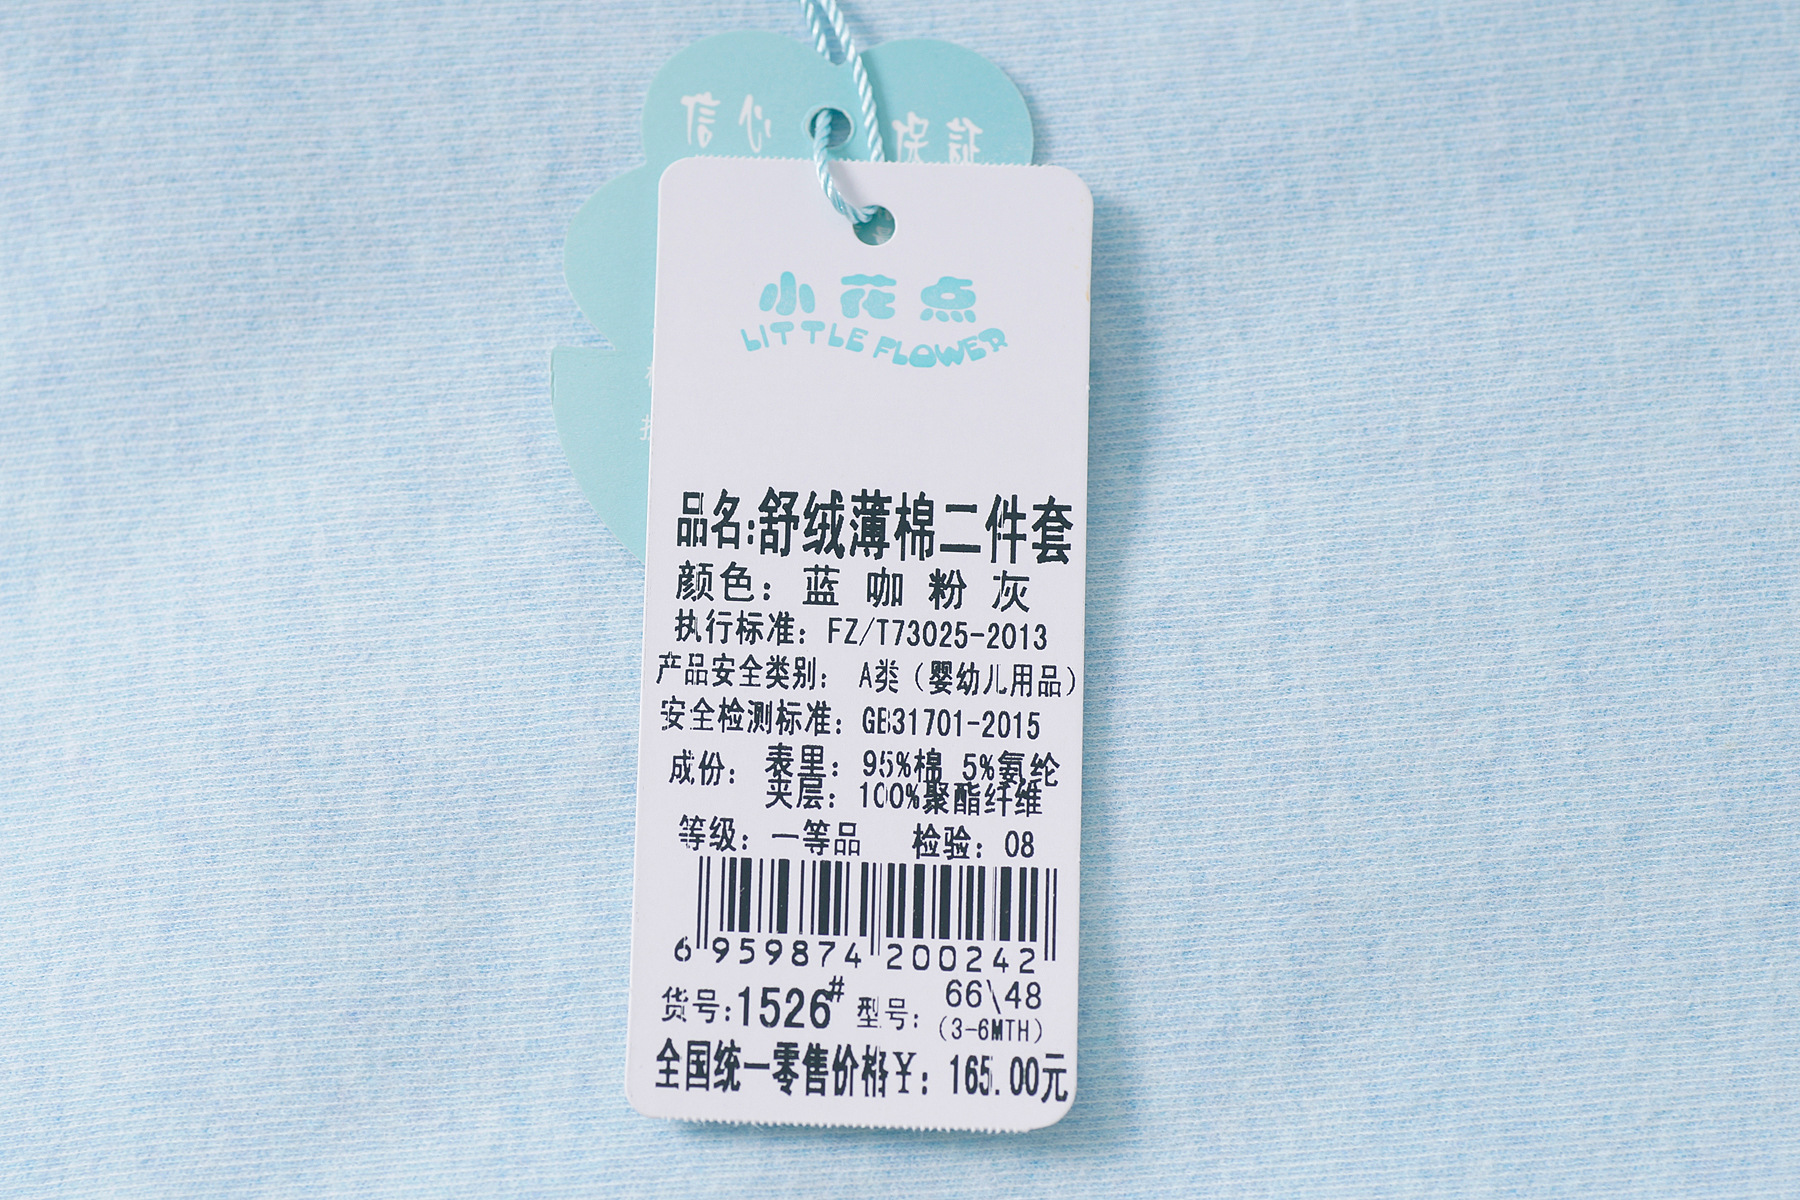 信心 保証
小花点
LITTLE FLOWER
品名:舒绒薄棉二件套
颜色：蓝 咖 粉 灰
执行标准：FZ/T73025-2013
产品安全类别： A类（婴幼儿用品）
安全检测标准：GB31701-2015
成份： 表里：95%棉 5%氨纶
夹层：100%聚酯纤维
等级：一等品 检验：08
6 959874 200242
货号:1526# 型号：66\48
(3-6MTH)
全国统一零售价格￥：165.00元